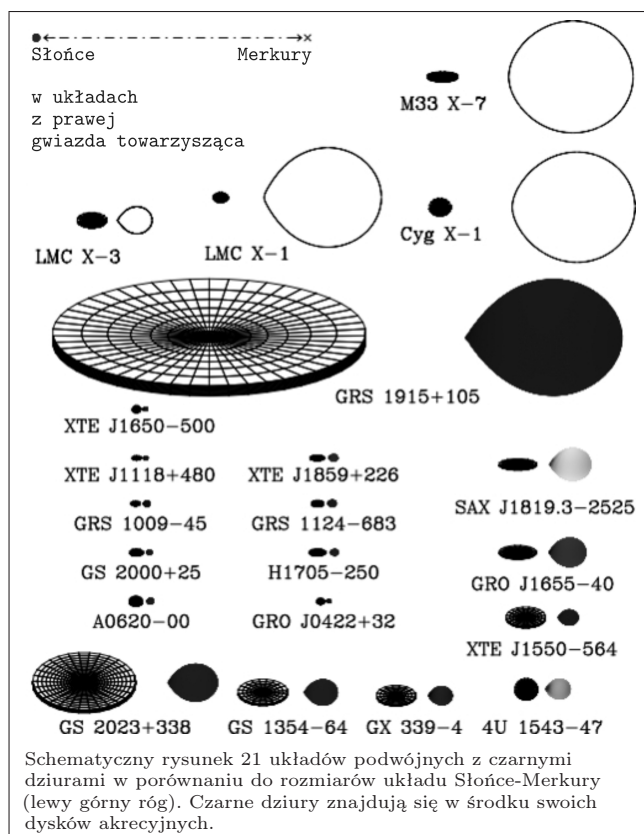 Słońce Merkury
w układach
z prawej
gwiazda towarzysząca
M33 X-7
LMC X-3 LMC X-1 Cyg X-1
GRS 1915+105
XTE J1650-500
XTE J1118+480 XTE J1859+226
SAX J1819.3-2525
GRS 1009-45 GRS 1124-683
GS 2000+25 H1705-250
GRO J1655-40
A0620-00 GRO J0422+32
XTE J1550-564
GS 2023+338 GS 1354-64 GX 339-4 4U 1543-47
Schematyczny rysunek 21 układów podwójnych z czarnymi
dziurami w porównaniu do rozmiarów układu Słońce-Merkury
(lewy górny róg). Czarne dziury znajdują się w środku swoich
dysków akrecyjnych.